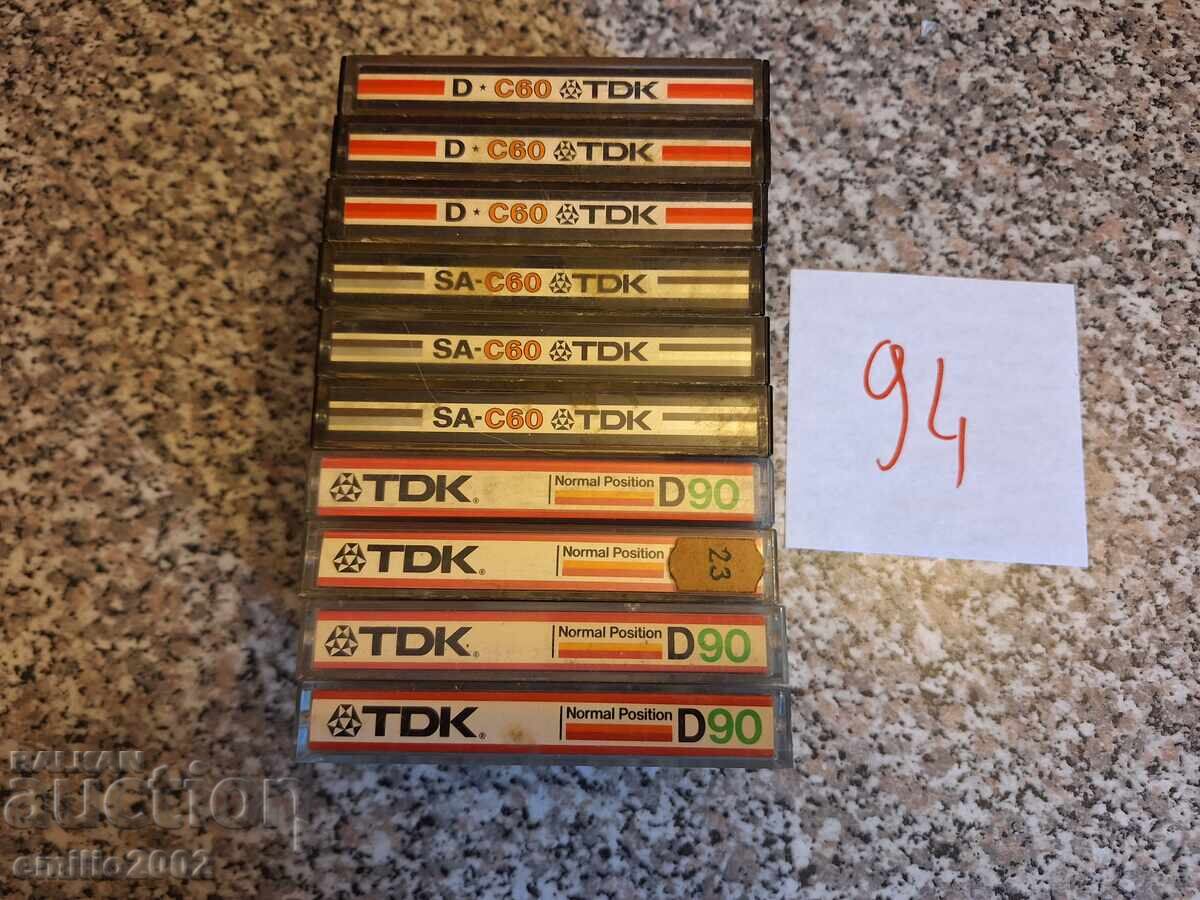 D ★ C60 TDK
D ★ C60 TDK
D ★ C60 TDK
SA-C60 TDK
SA-C60 TDK
SA-C60 TDK
TDK® Normal Position D90
TDK® Normal Position 23
TDK® Normal Position D90
TDK® Normal Position D90
94
BALKAN
auction
emilio2002